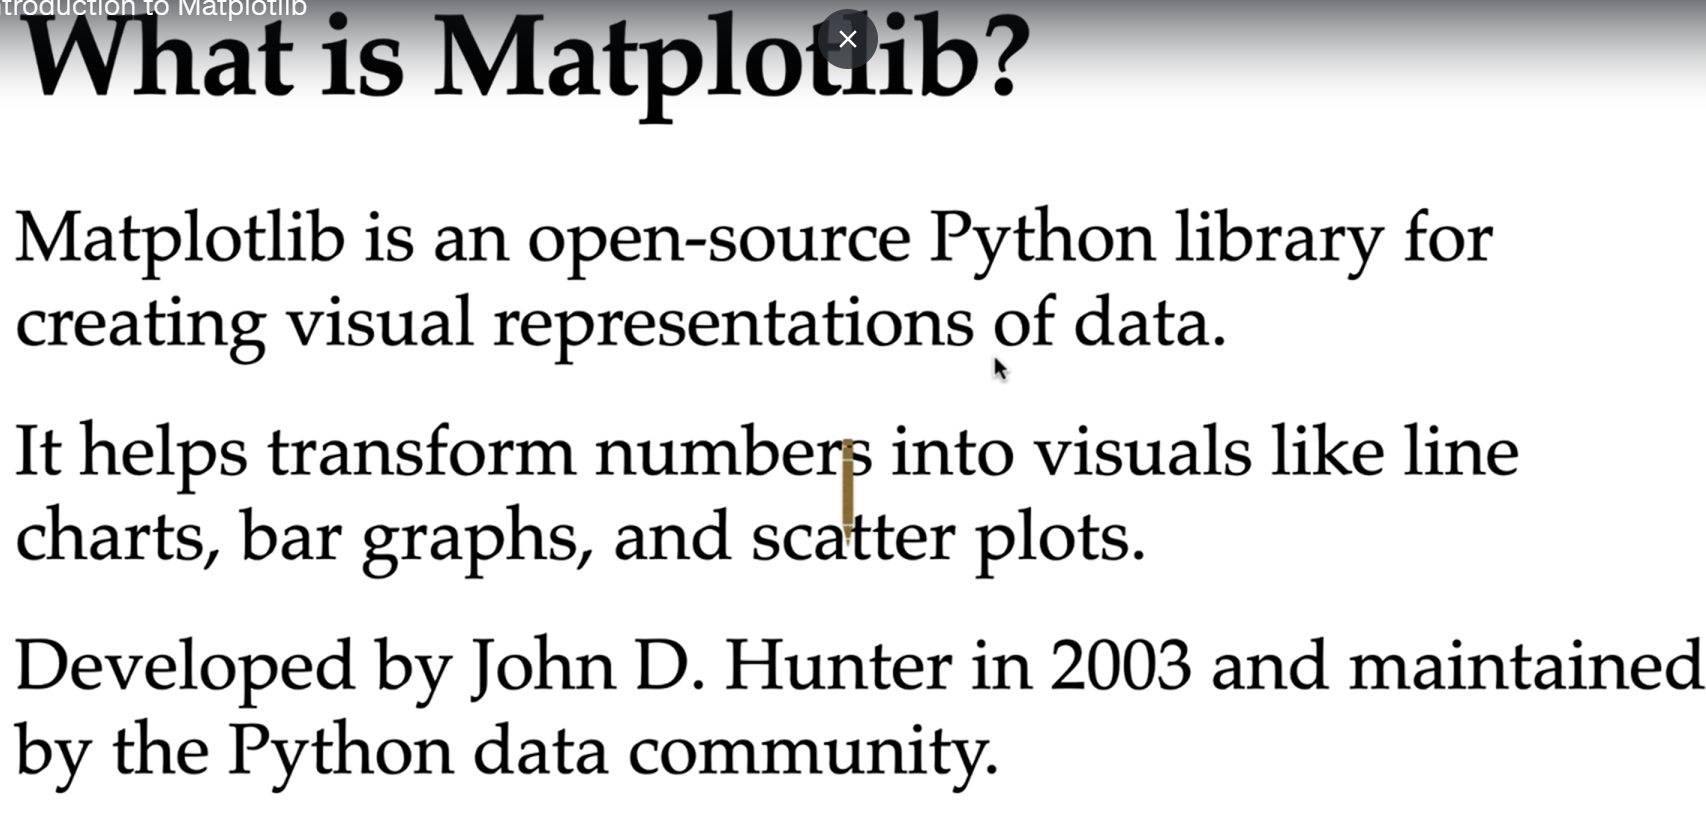 ntroduction to Matplotlib
What is Matplotlib?
Matplotlib is an open-source Python library for
creating visual representations of data.
It helps transform numbers into visuals like line
charts, bar graphs, and scatter plots.
Developed by John D. Hunter in 2003 and maintained
by the Python data community.